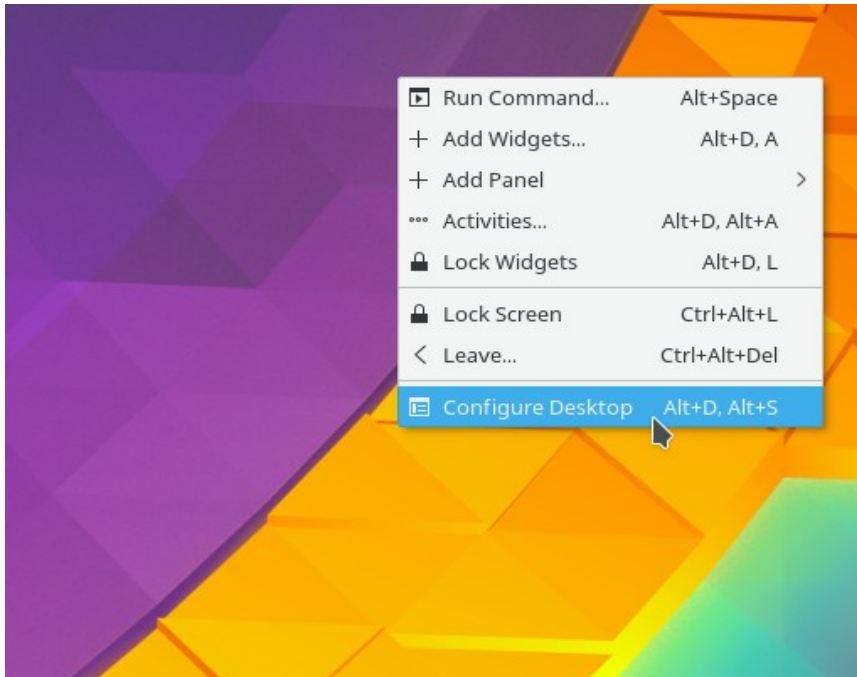 Run Command... Alt+Space
Add Widgets... Alt+D, A
Add Panel
Activities... Alt+D, Alt+A
Lock Widgets Alt+D, L
Lock Screen Ctrl+Alt+L
Leave... Ctrl+Alt+Del
Configure Desktop Alt+D, Alt+S